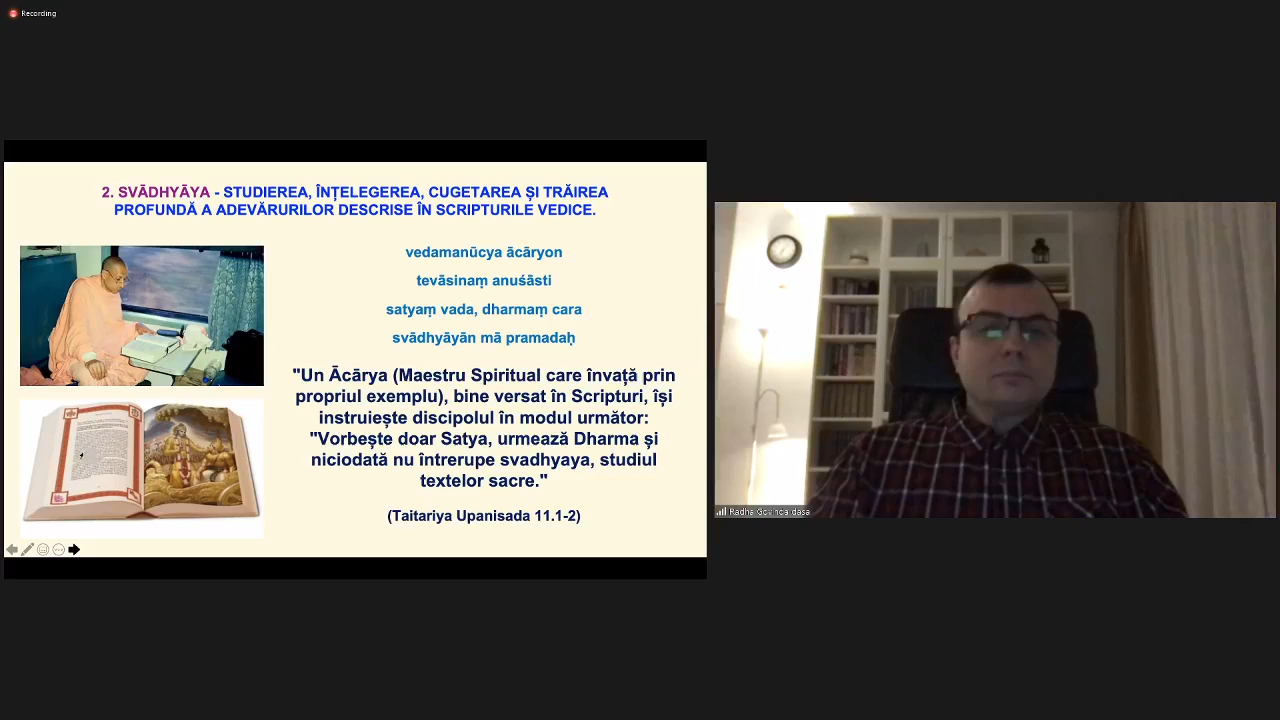 Recording
2. SVĀDHYĀYA - STUDIEREA, ÎNȚELEGEREA, CUGETAREA ȘI TRĂIREA
PROFUNDĂ A ADEVĂRURILOR DESCRISE ÎN SCRIPTURILE VEDICE.
vedamanūcya ācāryon
tevāsinaṃ anuśāsti
satyaṃ vada, dharmaṃ cara
svādhyāyān mā pramadaḥ
"Un Ācārya (Maestru Spiritual care învață prin
propriul exemplu), bine versat în Scripturi, își
instruiește discipolul în modul următor:
"Vorbește doar Satya, urmează Dharma și
niciodată nu întrerupe svadhyaya, studiul
textelor sacre."
(Taitariya Upanisada 11.1-2)
Radha Govinda dasa